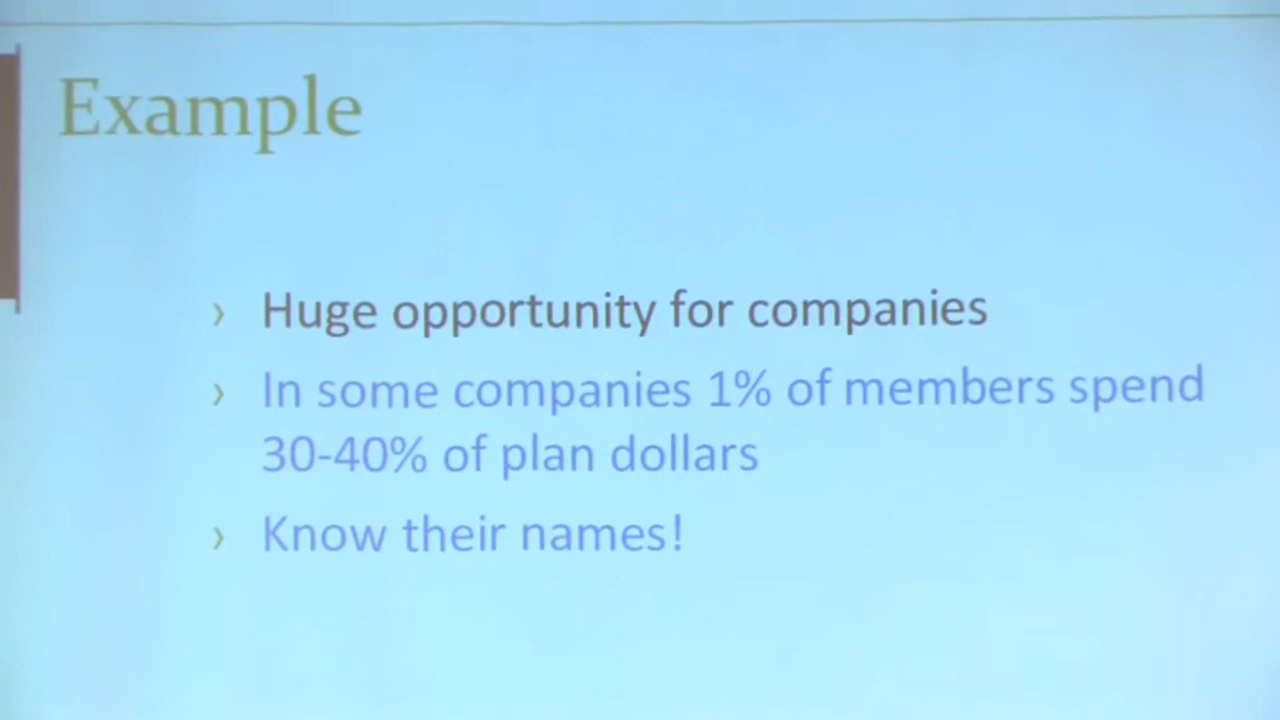 Example
› Huge opportunity for companies
› In some companies 1% of members spend
30-40% of plan dollars
› Know their names!